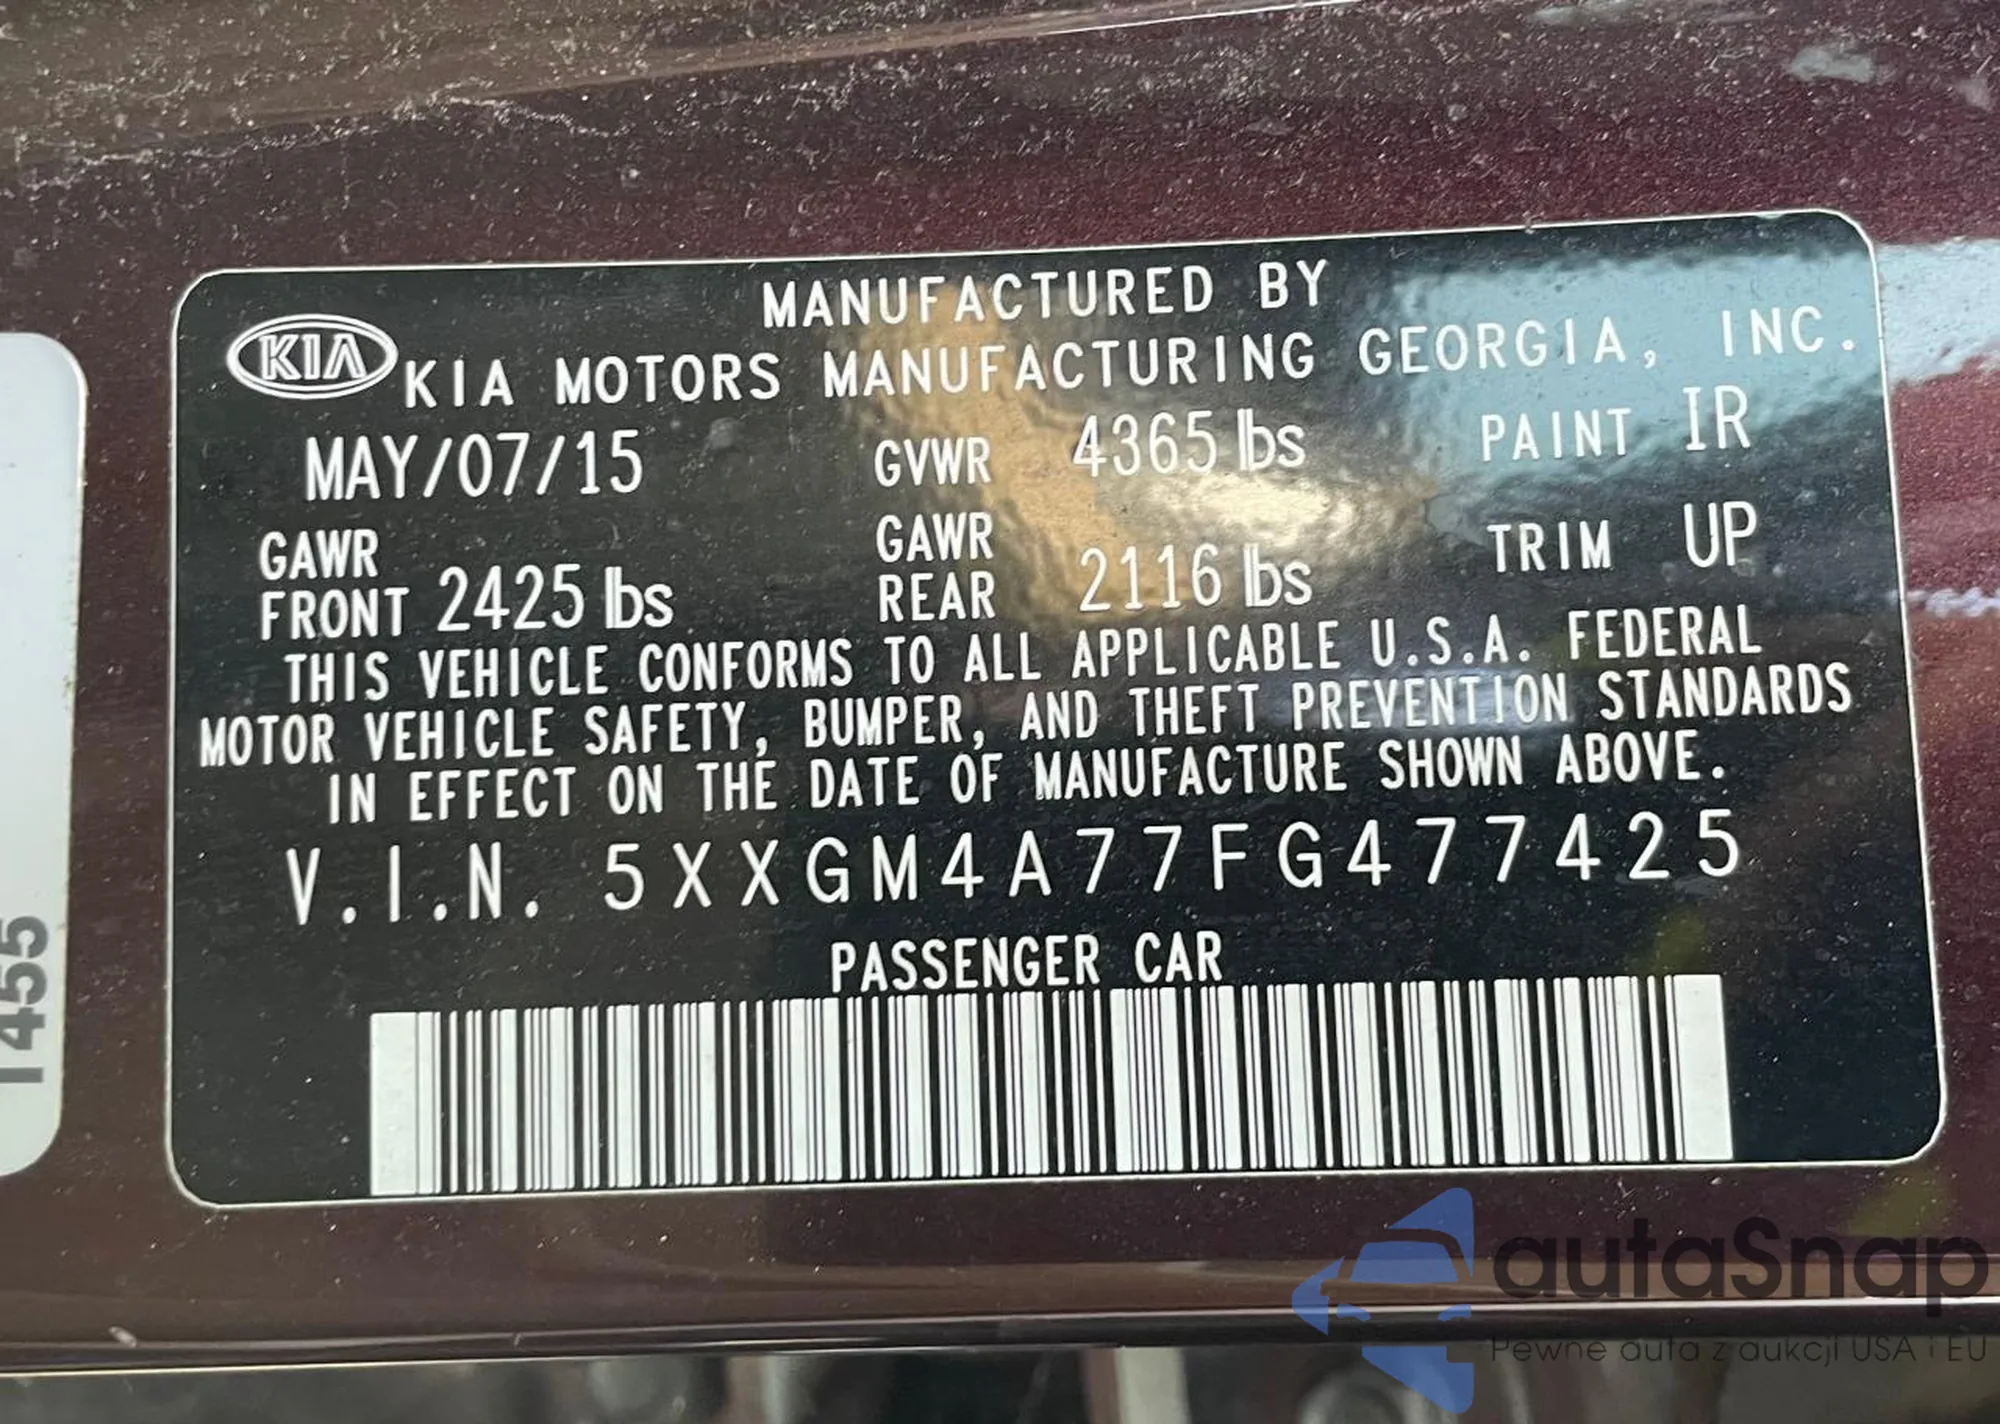 MANUFACTURED BY
KIA KIA MOTORS MANUFACTURING GEORGIA, INC.
MAY/07/15 GVWR 4365 lbs PAINT IR
GAWR FRONT 2425 lbs GAWR REAR 2116 lbs TRIM UP
THIS VEHICLE CONFORMS TO ALL APPLICABLE U.S.A. FEDERAL
MOTOR VEHICLE SAFETY, BUMPER, AND THEFT PREVENTION STANDARDS
IN EFFECT ON THE DATE OF MANUFACTURE SHOWN ABOVE.
V.I.N. 5XXGM4A77FG477425
PASSENGER CAR
1455
autaSnap
Pewne auta z aukcji USA i EU